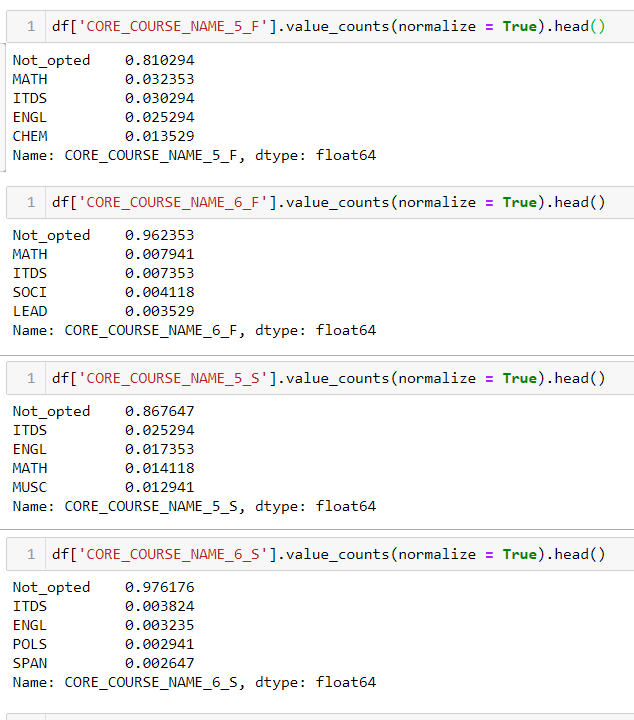 1 df['CORE_COURSE_NAME_5_F'].value_counts(normalize = True).head()
Not_opted 0.810294
MATH 0.032353
ITDS 0.030294
ENGL 0.025294
CHEM 0.013529
Name: CORE_COURSE_NAME_5_F, dtype: float64
1 df['CORE_COURSE_NAME_6_F'].value_counts(normalize = True).head()
Not_opted 0.962353
MATH 0.007941
ITDS 0.007353
SOCI 0.004118
LEAD 0.003529
Name: CORE_COURSE_NAME_6_F, dtype: float64
1 df['CORE_COURSE_NAME_5_S'].value_counts(normalize = True).head()
Not_opted 0.867647
ITDS 0.025294
ENGL 0.017353
MATH 0.014118
MUSC 0.012941
Name: CORE_COURSE_NAME_5_S, dtype: float64
1 df['CORE_COURSE_NAME_6_S'].value_counts(normalize = True).head()
Not_opted 0.976176
ITDS 0.003824
ENGL 0.003235
POLS 0.002941
SPAN 0.002647
Name: CORE_COURSE_NAME_6_S, dtype: float64